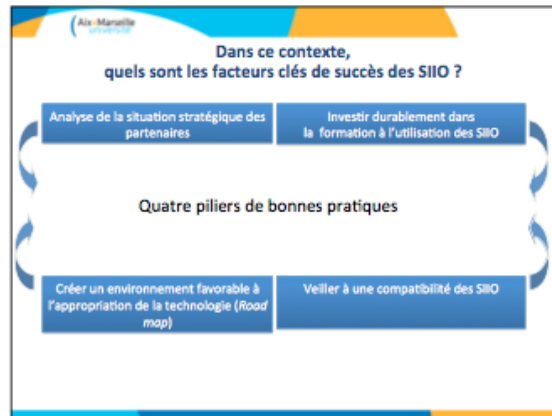 Aix*Marseille
université
Dans ce contexte,
quels sont les facteurs clés de succès des SIIO ?
Analyse de la situation stratégique des
partenaires
Investir durablement dans
la formation à l'utilisation des SIIO
Quatre piliers de bonnes pratiques
Créer un environnement favorable à
l'appropriation de la technologie (Road
map)
Veiller à une compatibilité des SIIO